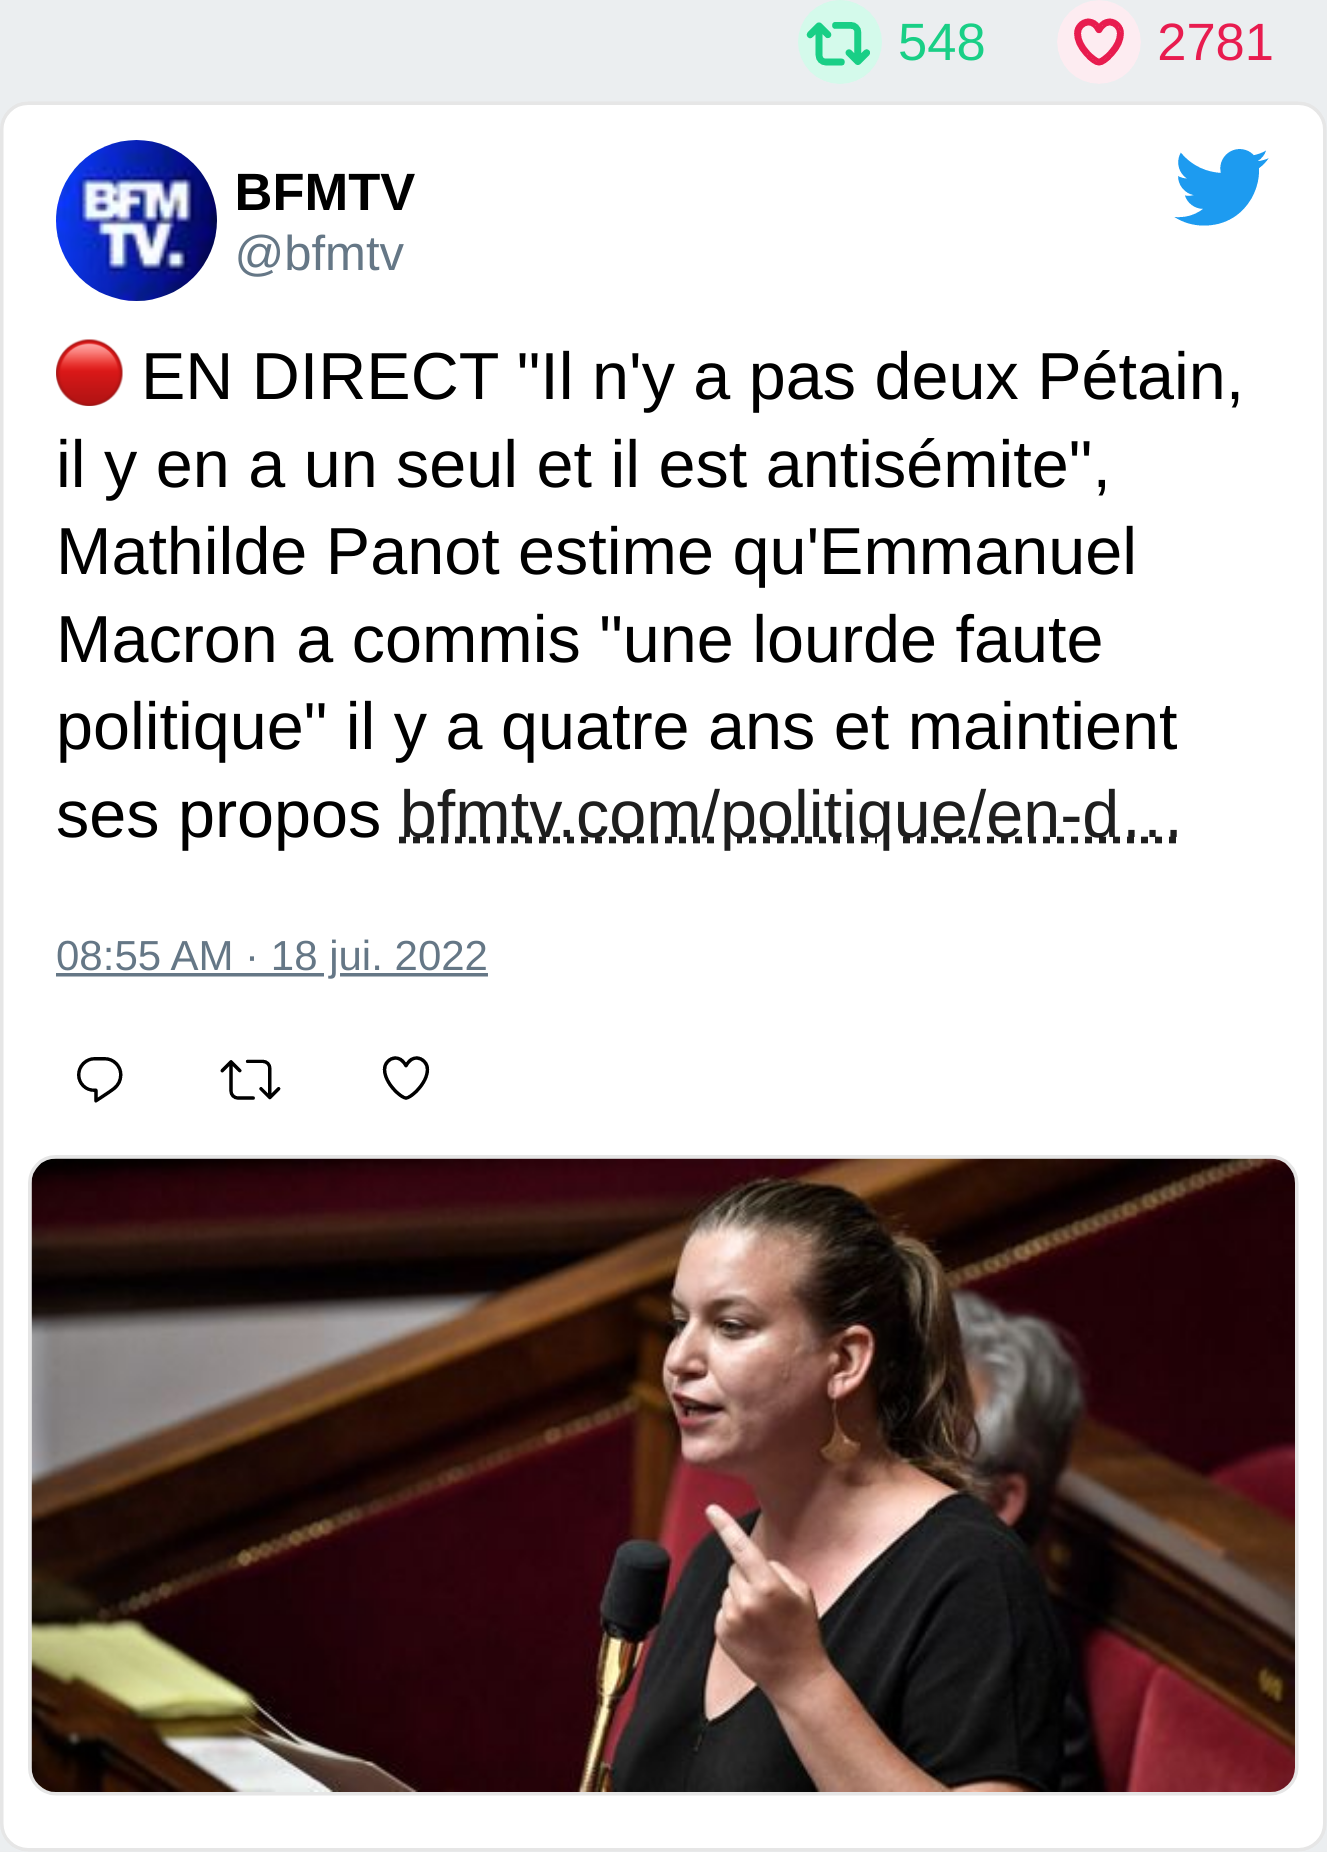 548 2781
BFM
TV.
BFMTV
@bfmtv
🔴 EN DIRECT "Il n'y a pas deux Pétain,
il y en a un seul et il est antisémite",
Mathilde Panot estime qu'Emmanuel
Macron a commis "une lourde faute
politique" il y a quatre ans et maintient
ses propos bfmtv.com/politique/en-d…
08:55 AM · 18 jui. 2022